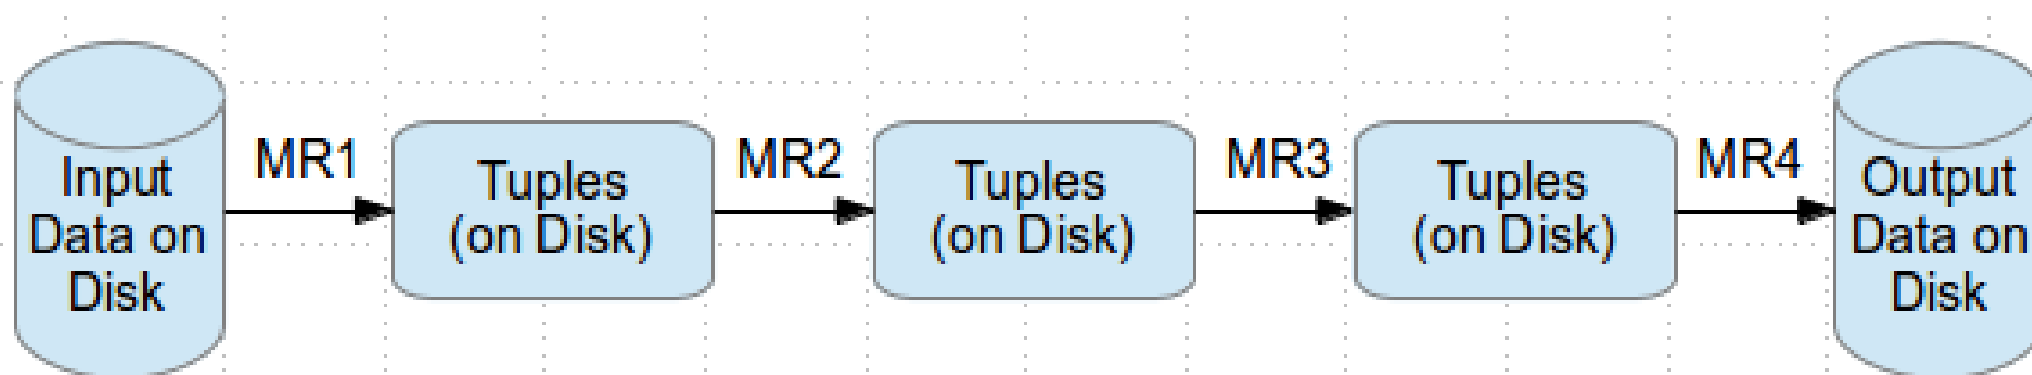 Input
Data on
Disk
MR1
Tuples
(on Disk)
MR2
Tuples
(on Disk)
MR3
Tuples
(on Disk)
MR4
Output
Data on
Disk